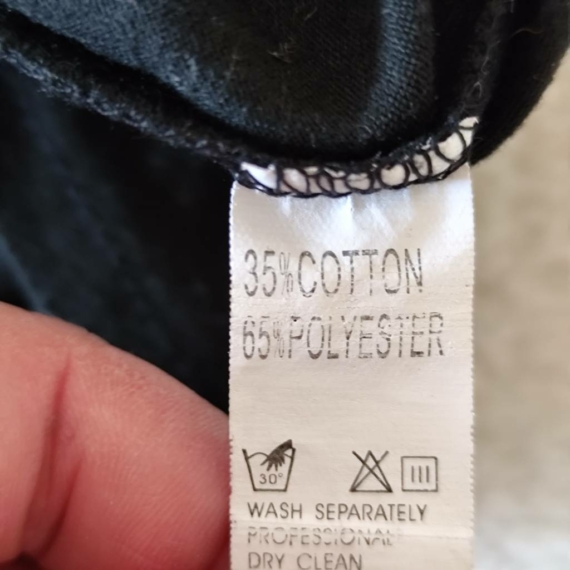 35%COTTON
65%POLYESTER
30°
WASH SEPARATELY
PROFESSIONAL
DRY CLEAN